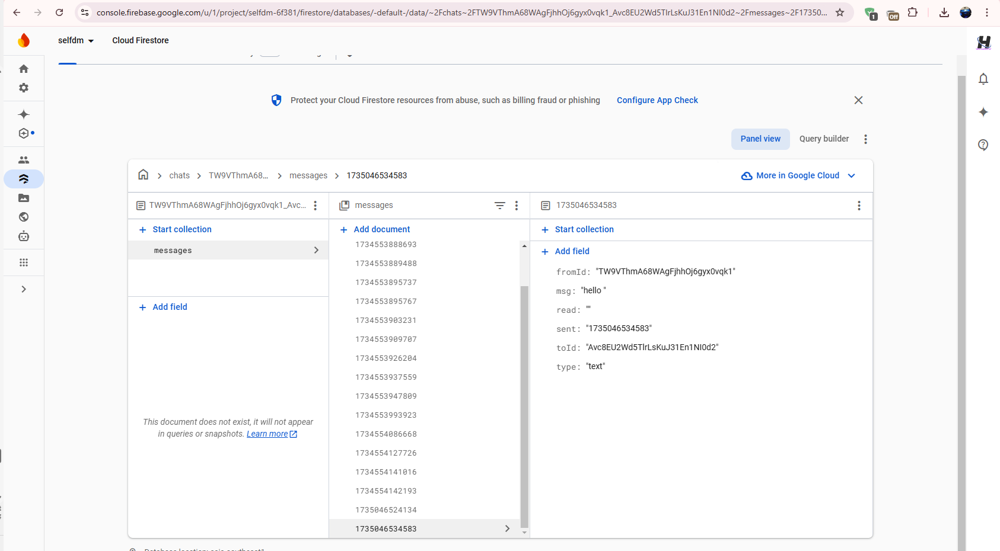 console.firebase.google.com/u/1/project/selfdm-6f381/firestore/databases/-default-/data/~2Fchats~2FTW9VThmA68WAgFjhhOj6gyx0vqk1_Avc8EU2Wd5TlrLsKuJ31En1NI0d2~2Fmessages~2F17350...
1
Off
selfdm
Cloud Firestore
Protect your Cloud Firestore resources from abuse, such as billing fraud or phishing
Configure App Check
Panel view
Query builder
chats
TW9VThmA68...
messages
1735046534583
More in Google Cloud
TW9VThmA68WAgFjhhOj6gyx0vqk1_Avc...
messages
1735046534583
Start collection
Add document
Start collection
messages
Add field
This document does not exist, it will not appear
in queries or snapshots. Learn more
1734553888693
1734553889488
1734553895737
1734553895767
1734553903231
1734553909707
1734553926204
1734553937559
1734553947809
1734553993923
1734554086668
1734554127726
1734554141016
1734554142193
1735046524134
1735046534583
Add field
fromId: "TW9VThmA68WAgFjhhOj6gyx0vqk1"
msg: "hello "
read: ""
sent: "1735046534583"
toId: "Avc8EU2Wd5TlrLsKuJ31En1NI0d2"
type: "text"
Database location: asia-southeast1